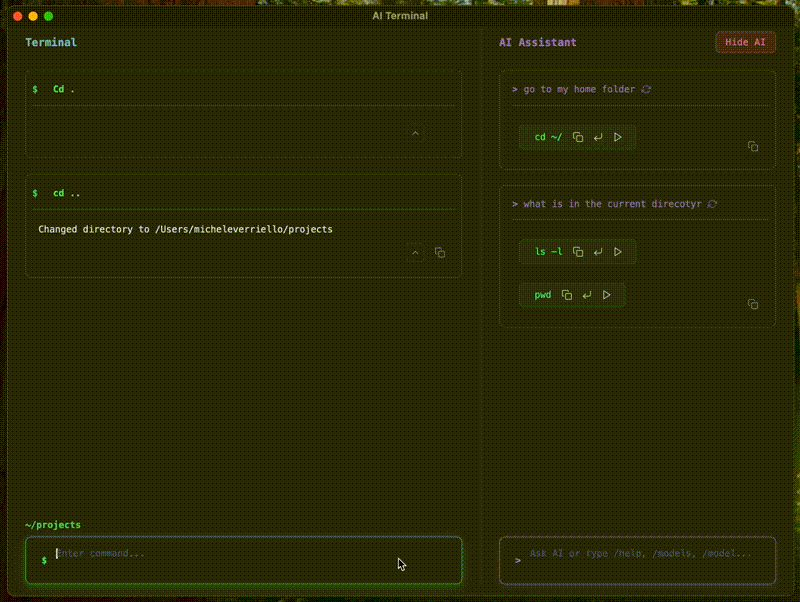 AI Terminal
Terminal
$ Cd .
$ cd ..
Changed directory to /Users/micheleverriello/projects
~/projects
$ Enter command...
AI Assistant
Hide AI
> go to my home folder
cd ~/
> what is in the current direcotyr
ls -l
pwd
> Ask AI or type /help, /models, /model...